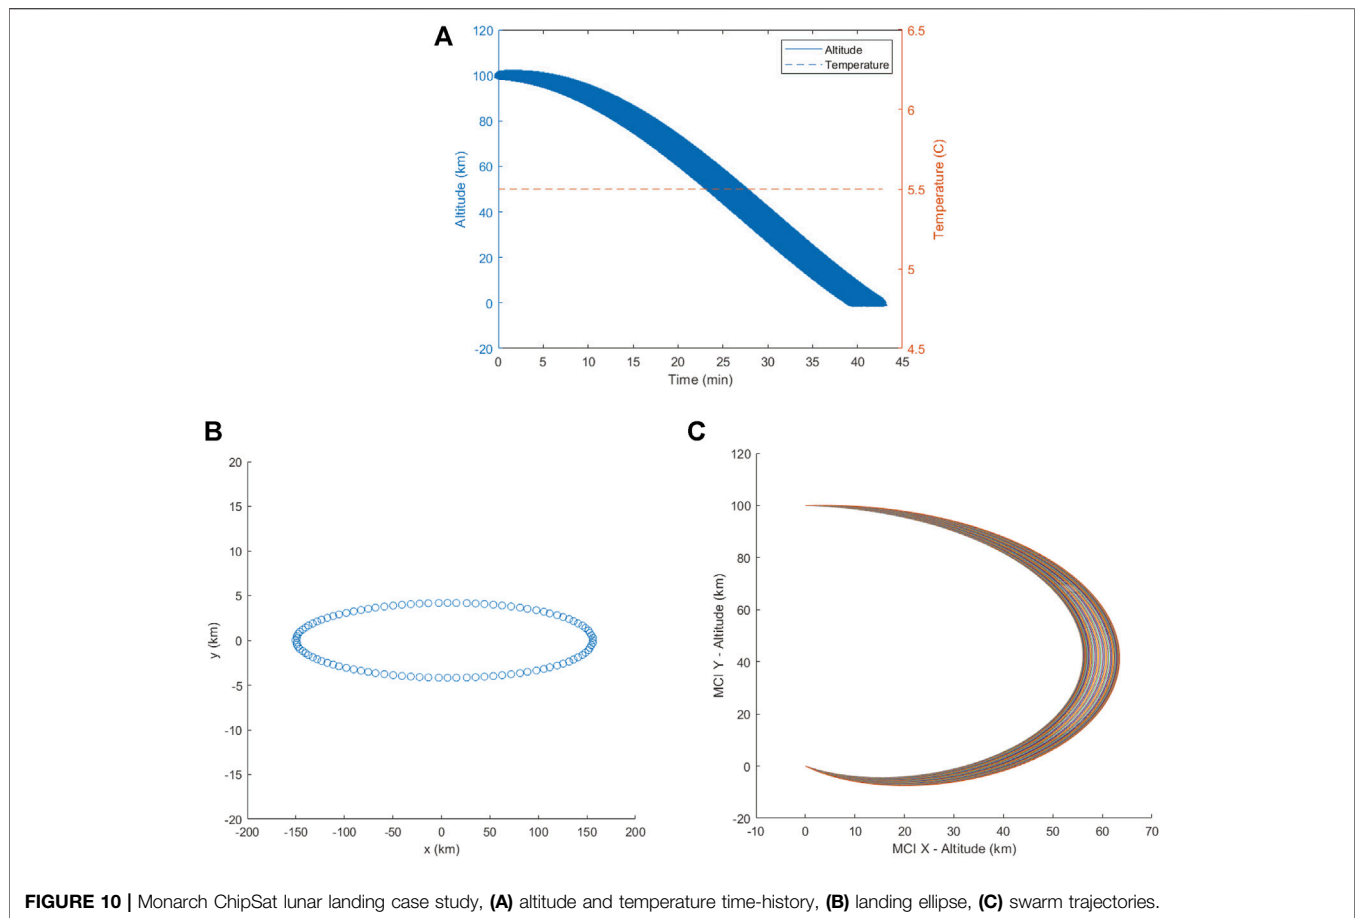 A
120
100
80
60
40
20
0
-20
Altitude (km)
0 5 10 15 20 25 30 35 40 45
Time (min)
6.5
6
5.5
5
4.5
Temperature (C)
Altitude
Temperature
B
20
15
10
5
0
-5
-10
-15
-20
y (km)
-200 -150 -100 -50 0 50 100 150 200
x (km)
C
120
100
80
60
40
20
0
-20
MCI Y - Altitude (km)
-10 0 10 20 30 40 50 60 70
MCI X - Altitude (km)
FIGURE 10 | Monarch ChipSat lunar landing case study, (A) altitude and temperature time-history, (B) landing ellipse, (C) swarm trajectories.